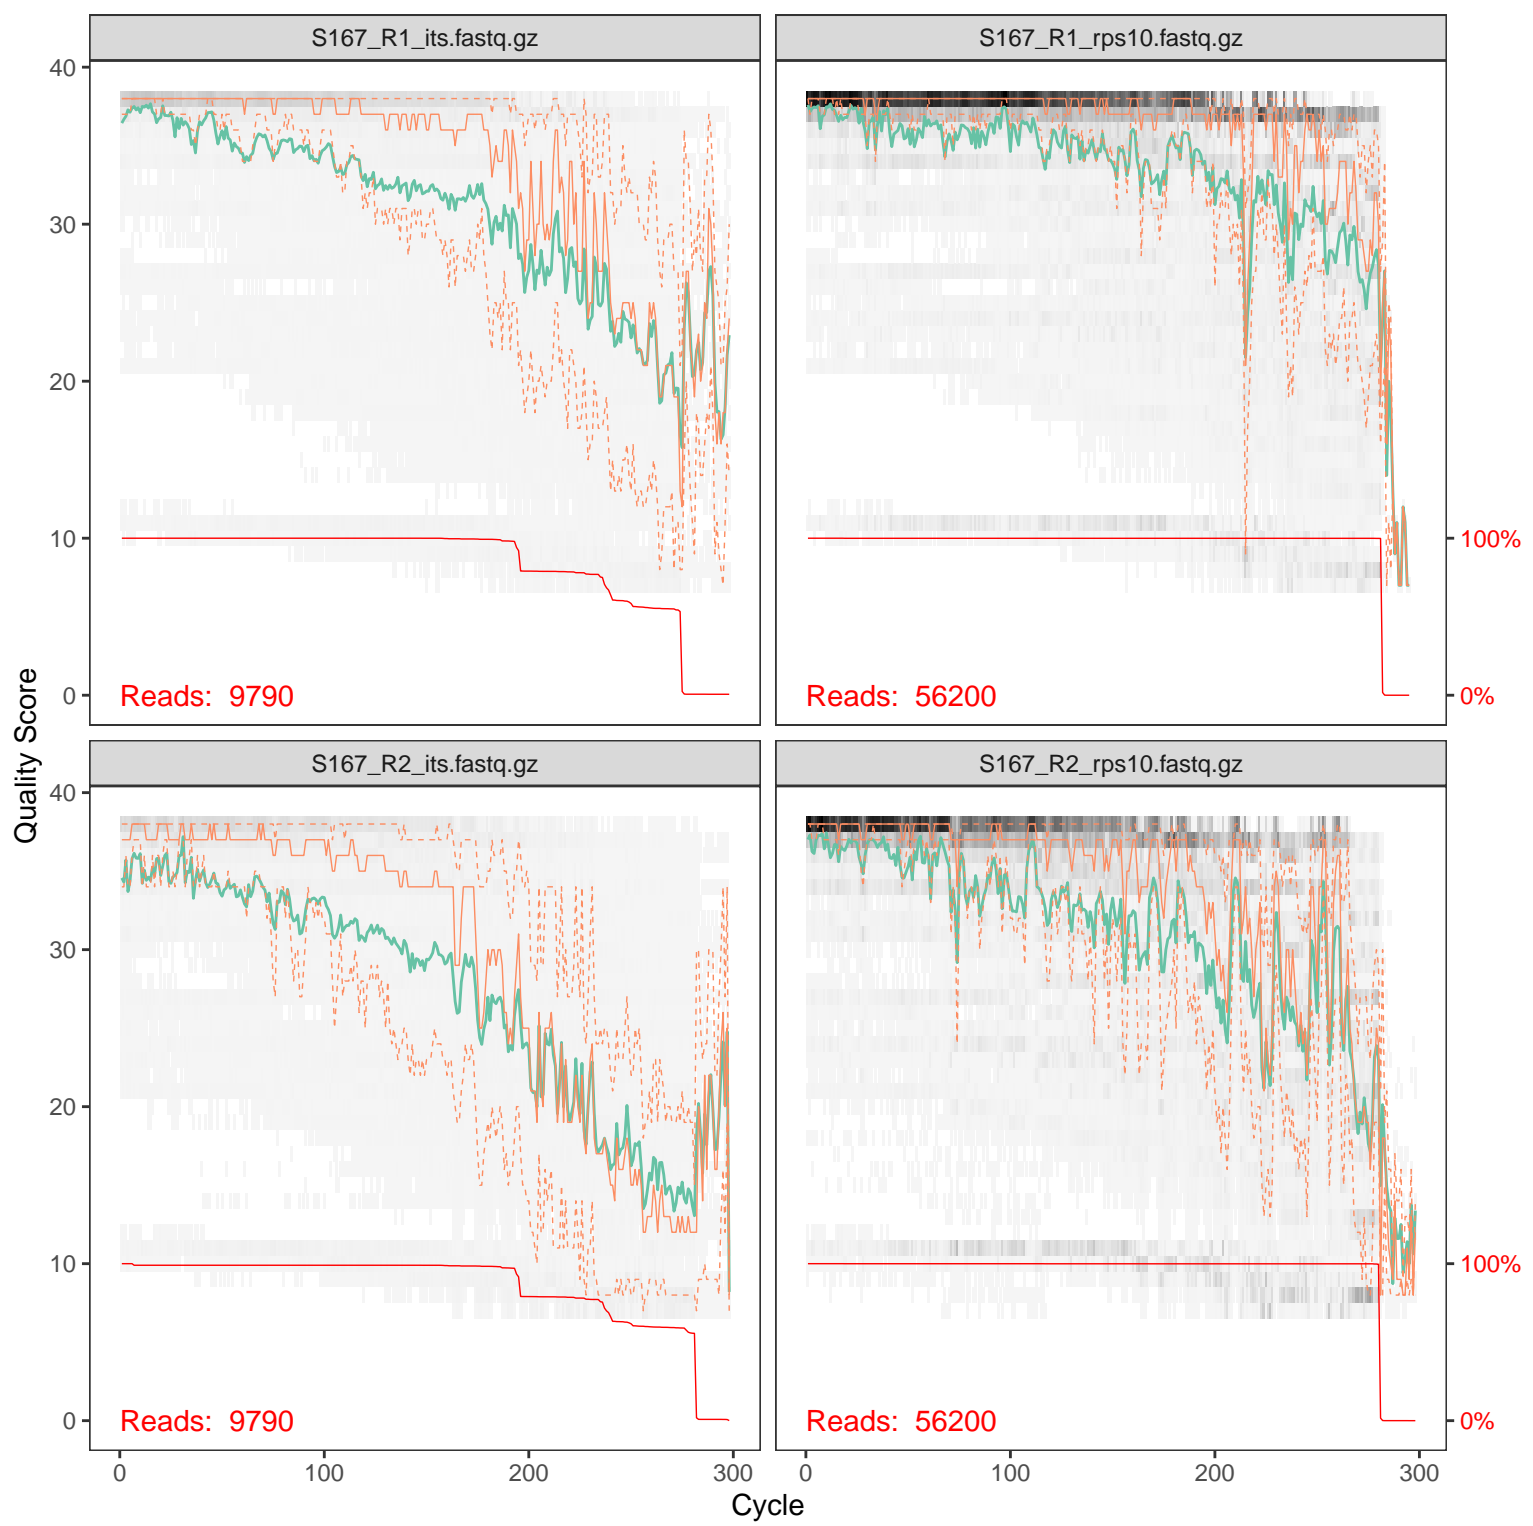 S167_R1_its.fastq.gz
S167_R1_rps10.fastq.gz
40
30
20
10
0
Reads: 9790
Reads: 56200
100%
0%
Quality Score
S167_R2_its.fastq.gz
S167_R2_rps10.fastq.gz
40
30
20
10
0
Reads: 9790
Reads: 56200
100%
0%
0 100 200 300
0 100 200 300
Cycle